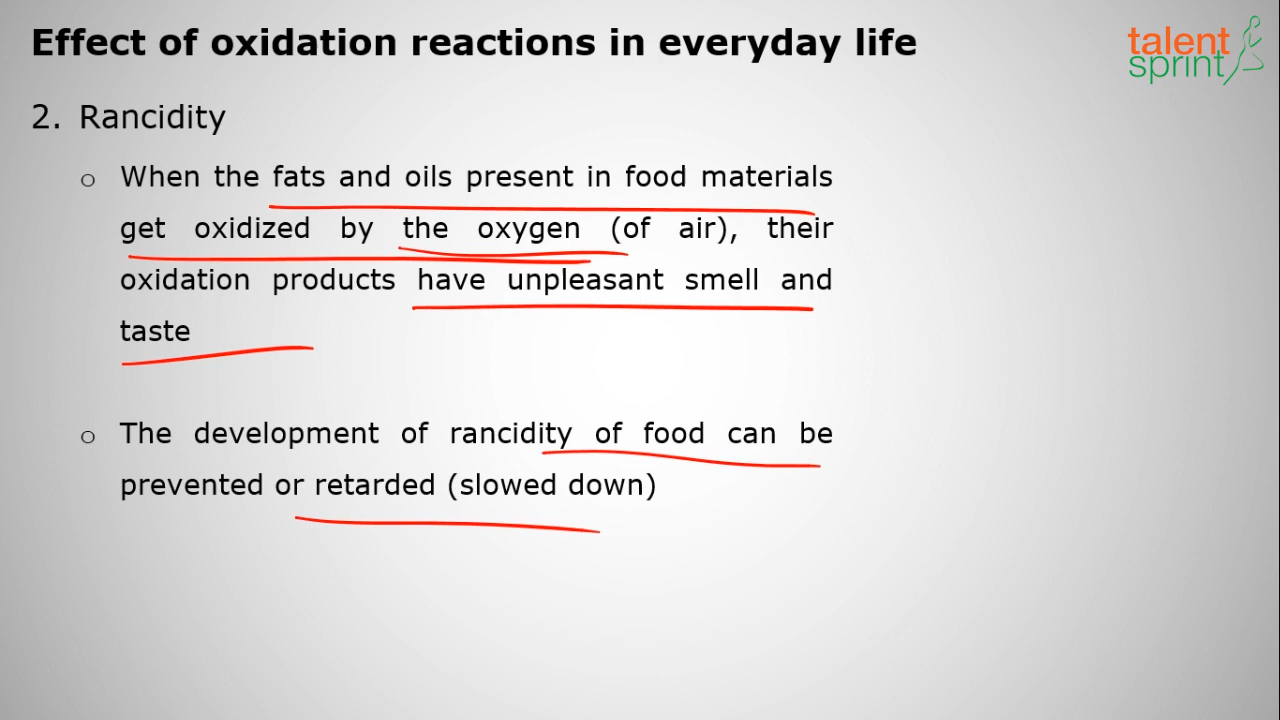 Effect of oxidation reactions in everyday life
talent
sprint
2. Rancidity
o When the fats and oils present in food materials
get oxidized by the oxygen (of air), their
oxidation products have unpleasant smell and
taste
o The development of rancidity of food can be
prevented or retarded (slowed down)